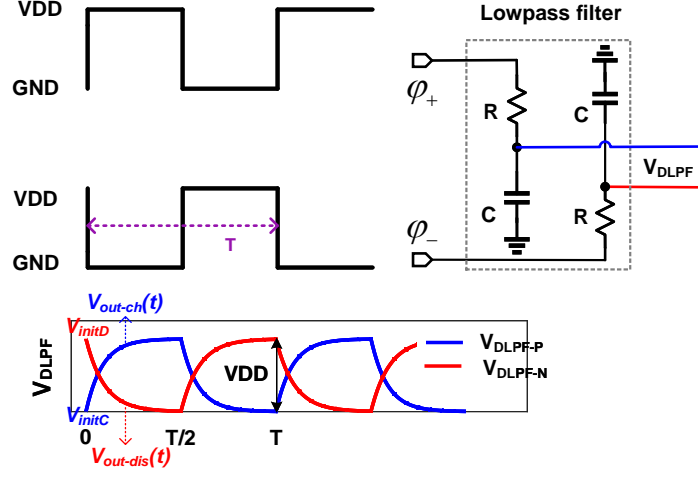 VDD
GND
Lowpass filter
φ+
R
C
VDLPF
VDD
GND
T
φ−
C
R
Vout-ch(t)
VinitD
VDLPF
VDD
VDLPF-P
VDLPF-N
VinitC
0
T/2
T
Vout-dis(t)